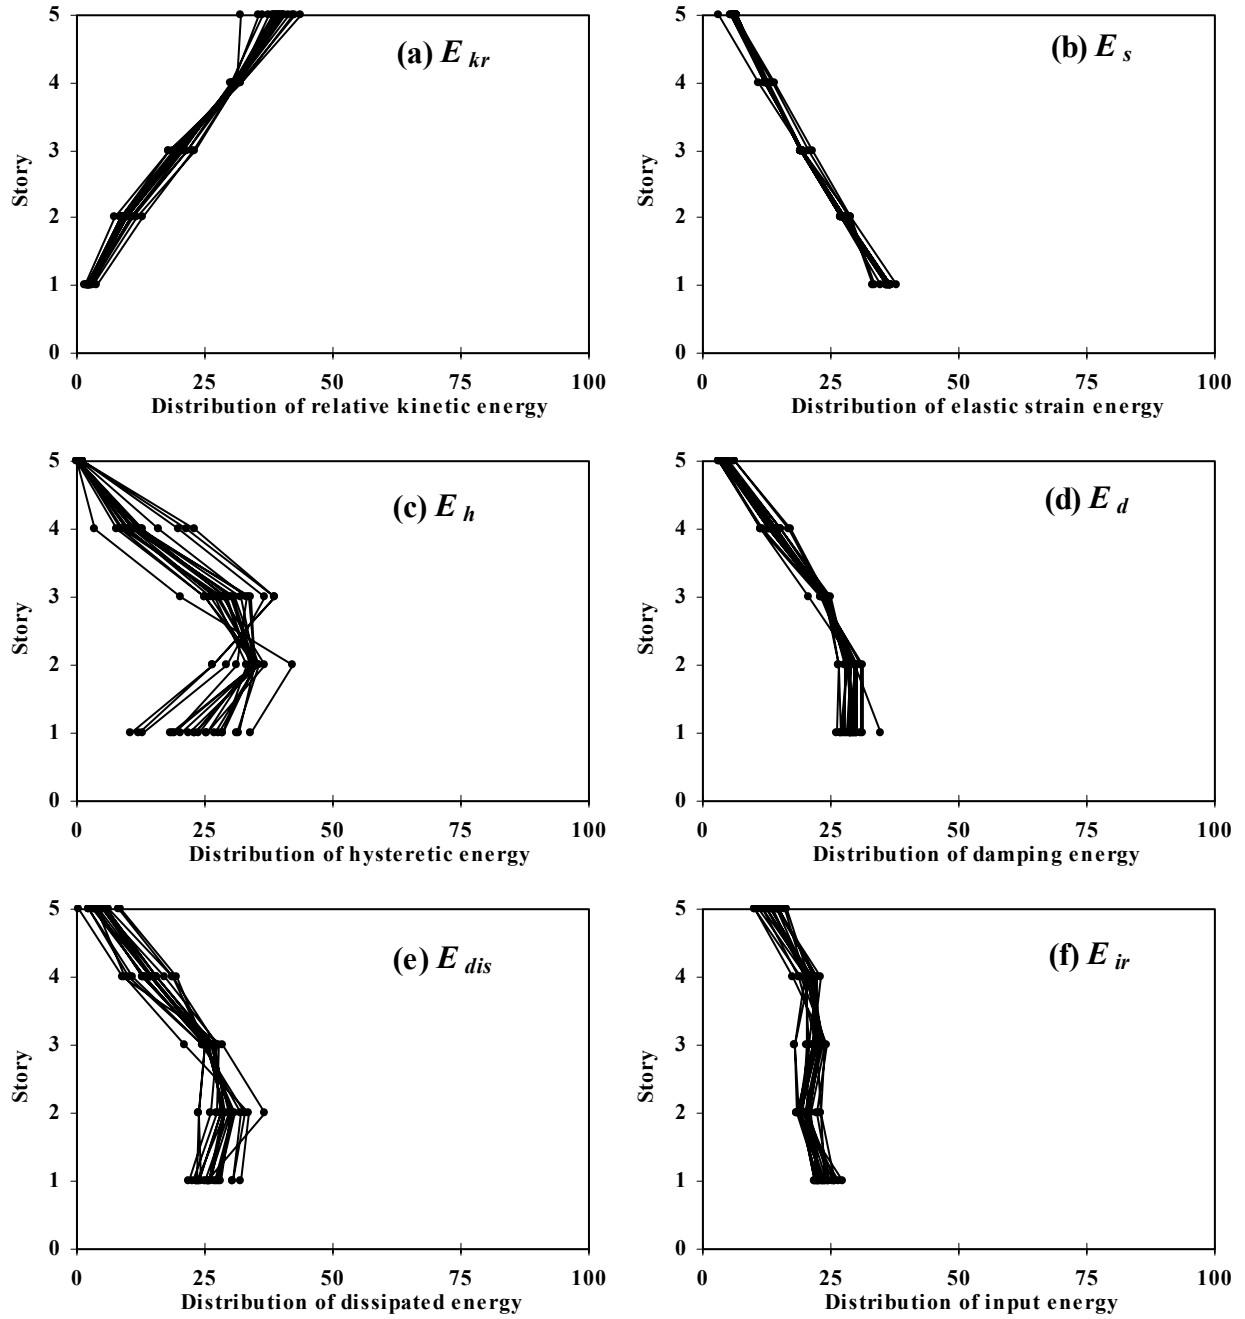 5
4
3
2
1
0
Story
(a) E kr
0 25 50 75 100
Distribution of relative kinetic energy
5
4
3
2
1
0
Story
(b) E s
0 25 50 75 100
Distribution of elastic strain energy
5
4
3
2
1
0
Story
(c) E h
0 25 50 75 100
Distribution of hysteretic energy
5
4
3
2
1
0
Story
(d) E d
0 25 50 75 100
Distribution of damping energy
5
4
3
2
1
0
Story
(e) E dis
0 25 50 75 100
Distribution of dissipated energy
5
4
3
2
1
0
Story
(f) E ir
0 25 50 75 100
Distribution of input energy